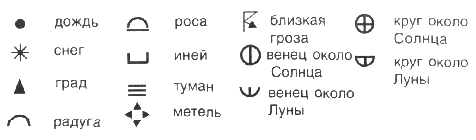 дождь
снег
град
радуга
роса
иней
туман
метель
близкая
гроза
венец около
Солнца
венец около
Луны
круг около
Солнца
круг около
Луны